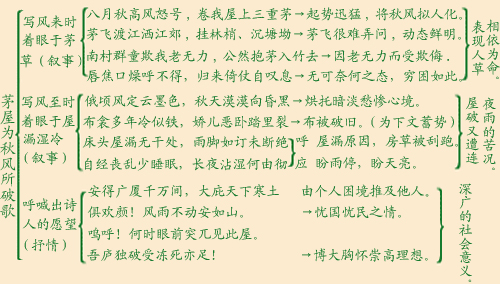 茅屋为秋风所破歌
写风来时
着眼于茅
草（叙事）
八月秋高风怒号，卷我屋上三重茅→起势迅猛，将秋风拟人化。
茅飞渡江洒江郊，挂林梢、沉塘坳→茅飞很难弄问，动态鲜明。
南村群童欺我老无力，公然抱茅入竹去→因老无力而受欺侮．
唇焦口燥呼不得，归来倚仗自叹息→无可奈何之态，穷困如此．
表现人草
相依为命．
写风至时
着眼于屋
漏湿冷
（叙事）
俄顷风定云墨色，秋天漠漠向昏黑→烘托暗淡愁惨心境。
布衾多年冷似铁，娇儿恶卧踏里裂→布被破旧.（为下文蓄势）
床头屋漏无干处，雨脚如订末断绝
自经丧乱少睡眠，长夜沾湿何由彻
呼 屋漏原因，房草被刮跑。
应 盼雨停，盼天亮。
屋破又遭连
夜雨的苦况．
呼喊出诗
人的愿望
（抒情）
安得广厦千万间，大庇天下寒士
俱欢颜！风雨不动安如山．
呜呼！何时眼前突兀见此屋。
吾庐独破受冻死亦足！
由个人困境推及他人。
→忧国忧民之情。
→博大胸怀崇高理想。
深广的
社会意义。